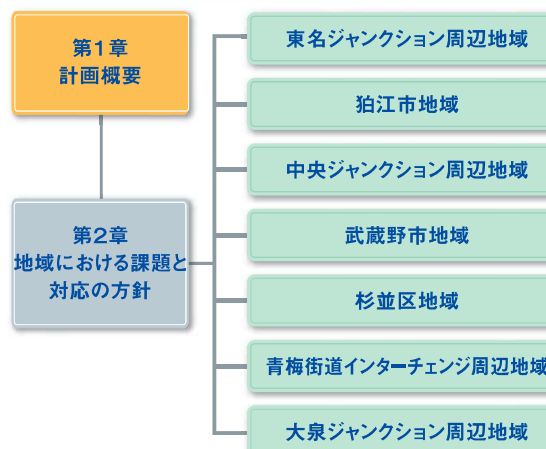 第1章
計画概要
第2章
地域における課題と
対応の方針
東名ジャンクション周辺地域
狛江市地域
中央ジャンクション周辺地域
武蔵野市地域
杉並区地域
青梅街道インターチェンジ周辺地域
大泉ジャンクション周辺地域